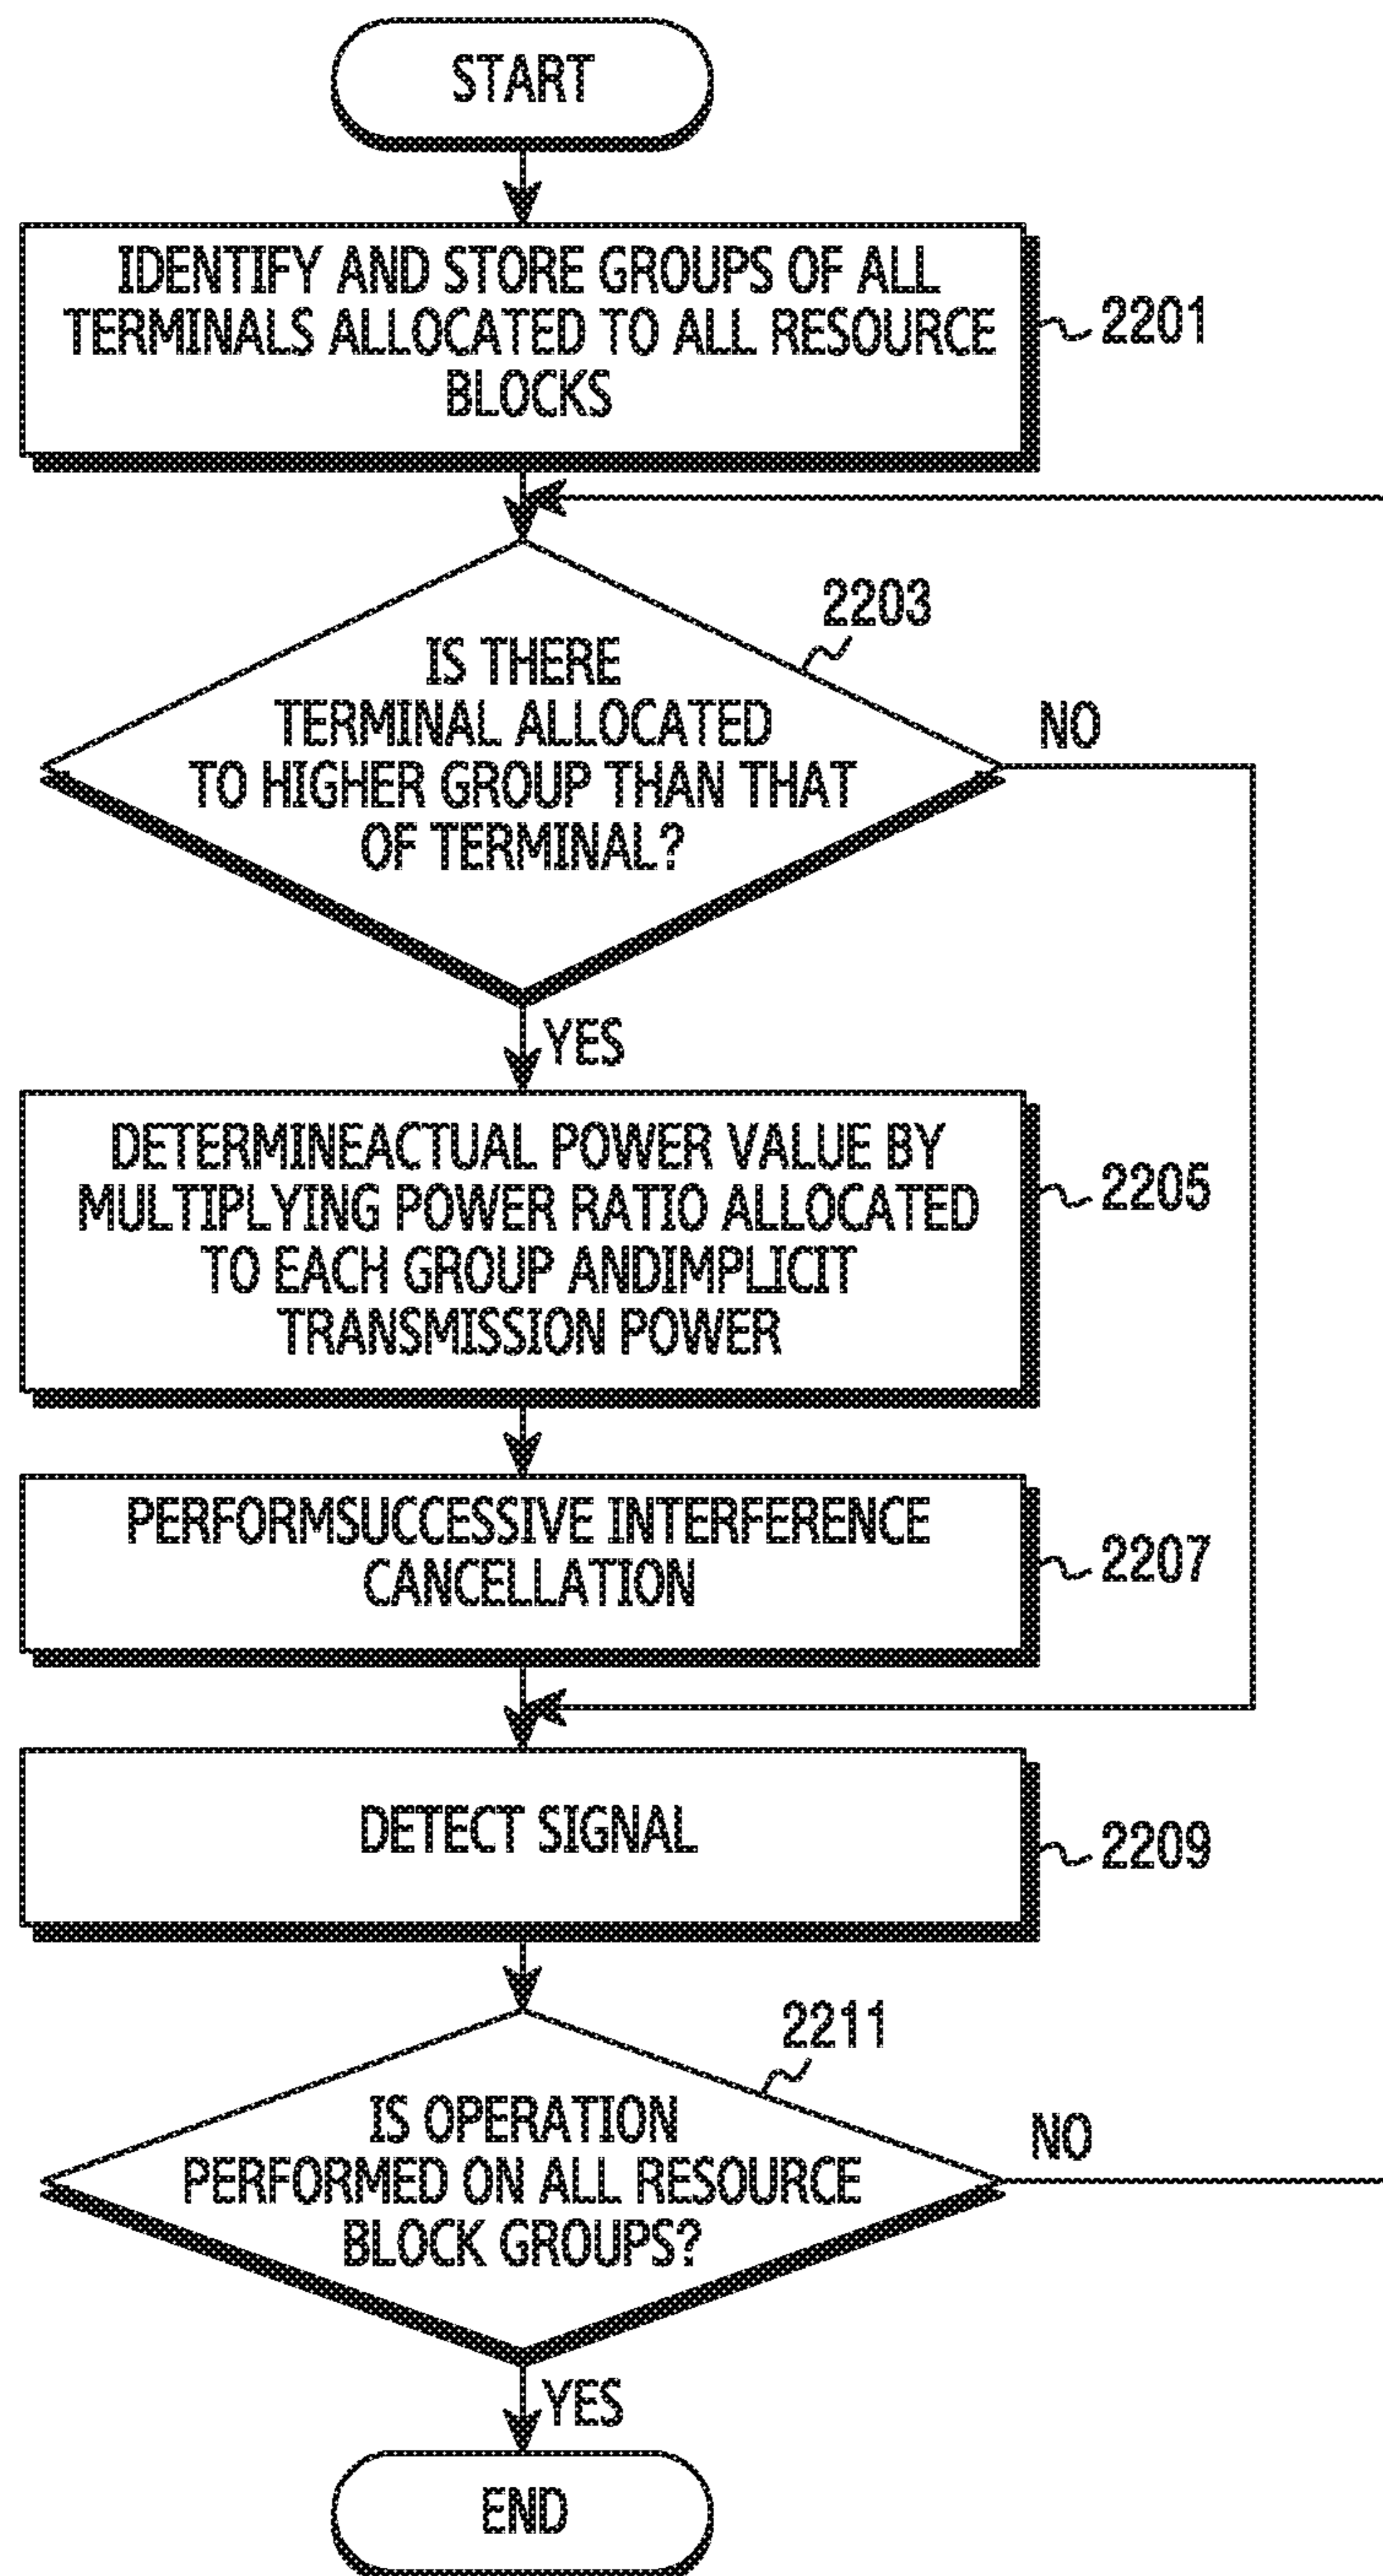 START
IDENTIFY AND STORE GROUPS OF ALL
TERMINALS ALLOCATED TO ALL RESOURCE
BLOCKS
2201
2203
IS THERE
TERMINAL ALLOCATED
TO HIGHER GROUP THAN THAT
OF TERMINAL?
NO
YES
DETERMINEACTUAL POWER VALUE BY
MULTIPLYING POWER RATIO ALLOCATED
TO EACH GROUP ANDIMPLICIT
TRANSMISSION POWER
2205
PERFORMSUCCESSIVE INTERFERENCE
CANCELLATION
2207
DETECT SIGNAL
2209
2211
IS OPERATION
PERFORMED ON ALL RESOURCE
BLOCK GROUPS?
NO
YES
END